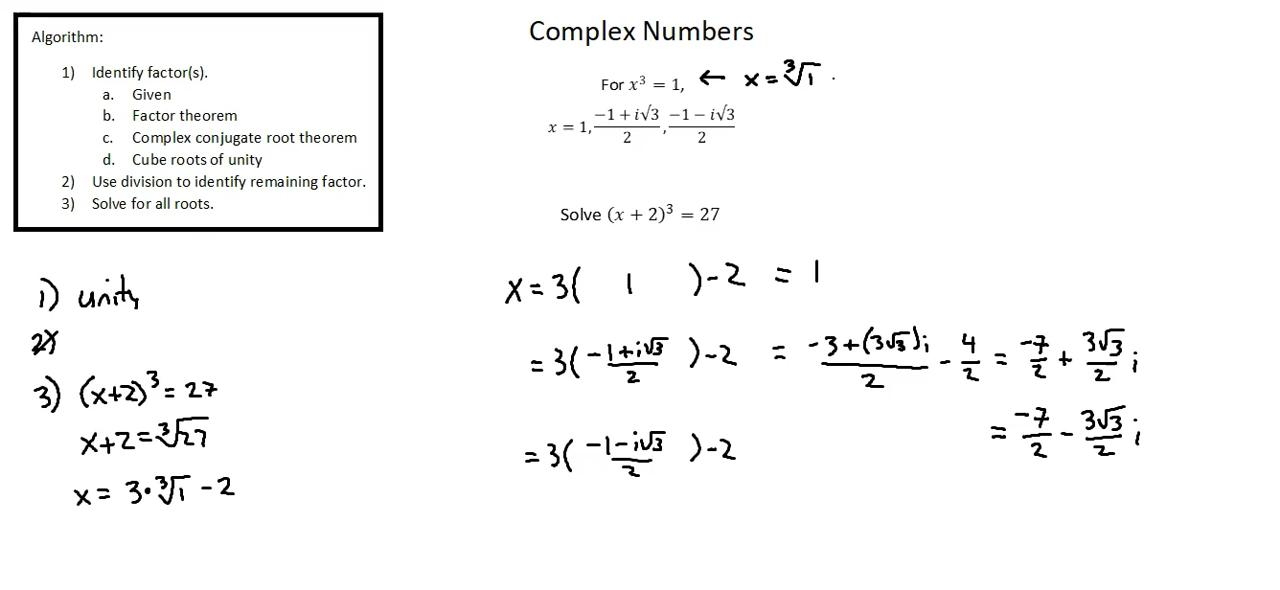 Algorithm:
1) Identify factor(s).
a. Given
b. Factor theorem
c. Complex conjugate root theorem
d. Cube roots of unity
2) Use division to identify remaining factor.
3) Solve for all roots.
Complex Numbers
For x³ = 1, ← x = ∛1
x = 1, (−1 + i√3)/2, (−1 − i√3)/2
Solve (x + 2)³ = 27
1) unity
2)
3) (x+2)³ = 27
x+2 = ∛27
x = 3·∛1 − 2
x = 3( 1 ) − 2 = 1
= 3( (−1+i√3)/2 ) − 2 = (−3+(3√3)i)/2 − 4/2 = −7/2 + 3√3/2 i
= 3( (−1−i√3)/2 ) − 2 = −7/2 − 3√3/2 i